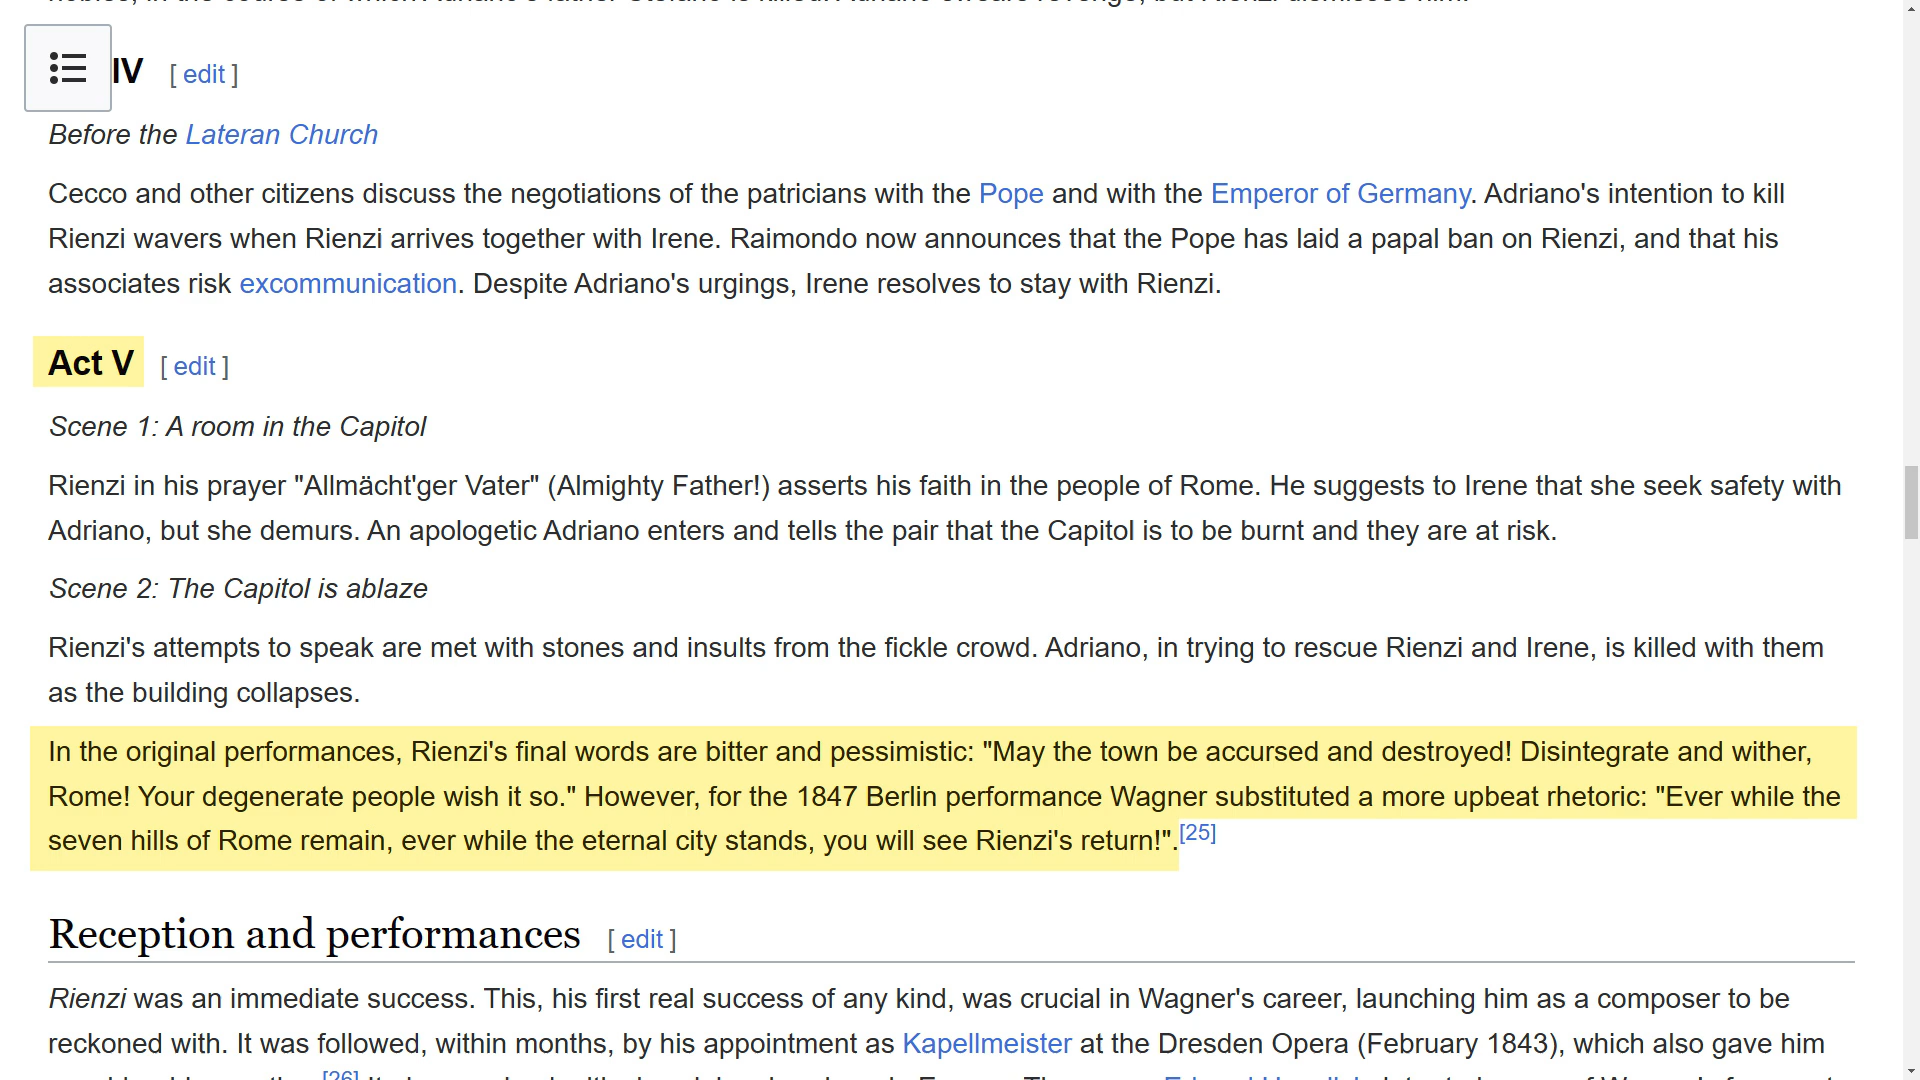 IV [ edit ]
Before the Lateran Church
Cecco and other citizens discuss the negotiations of the patricians with the Pope and with the Emperor of Germany. Adriano's intention to kill
Rienzi wavers when Rienzi arrives together with Irene. Raimondo now announces that the Pope has laid a papal ban on Rienzi, and that his
associates risk excommunication. Despite Adriano's urgings, Irene resolves to stay with Rienzi.
Act V [ edit ]
Scene 1: A room in the Capitol
Rienzi in his prayer "Allmächt'ger Vater" (Almighty Father!) asserts his faith in the people of Rome. He suggests to Irene that she seek safety with
Adriano, but she demurs. An apologetic Adriano enters and tells the pair that the Capitol is to be burnt and they are at risk.
Scene 2: The Capitol is ablaze
Rienzi's attempts to speak are met with stones and insults from the fickle crowd. Adriano, in trying to rescue Rienzi and Irene, is killed with them
as the building collapses.
In the original performances, Rienzi's final words are bitter and pessimistic: "May the town be accursed and destroyed! Disintegrate and wither,
Rome! Your degenerate people wish it so." However, for the 1847 Berlin performance Wagner substituted a more upbeat rhetoric: "Ever while the
seven hills of Rome remain, ever while the eternal city stands, you will see Rienzi's return!".[25]
Reception and performances [ edit ]
Rienzi was an immediate success. This, his first real success of any kind, was crucial in Wagner's career, launching him as a composer to be
reckoned with. It was followed, within months, by his appointment as Kapellmeister at the Dresden Opera (February 1843), which also gave him
[26]